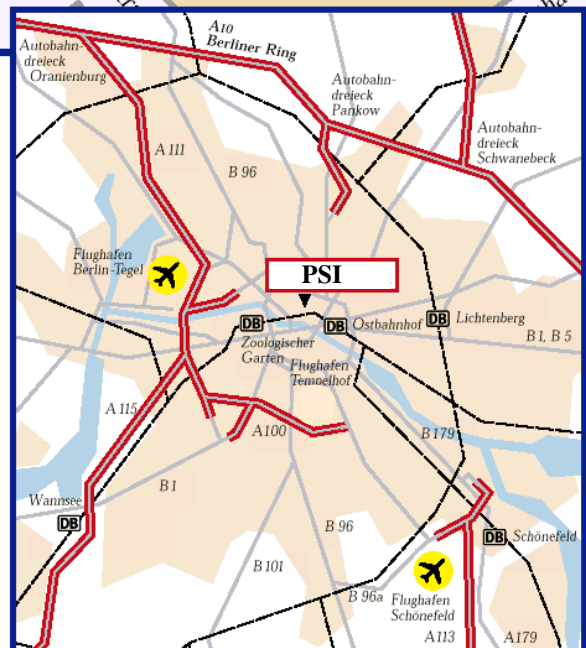 A10
Berliner Ring
Autobahn-
dreieck
Oranienburg
Autobahn-
dreieck
Pankow
Autobahn-
dreieck
Schwanebeck
A 111
B 96
Flughafen
Berlin-Tegel
PSI
DB
Zoologischer
Garten
DB
Ostbahnhof
DB
Lichtenberg
B 1, B 5
Flughafen
Tempelhof
A 115
A100
B 179
B 1
Wannsee
DB
B 96
DB
Schönefeld
B 101
B 96a
Flughafen
Schönefeld
A113
A179